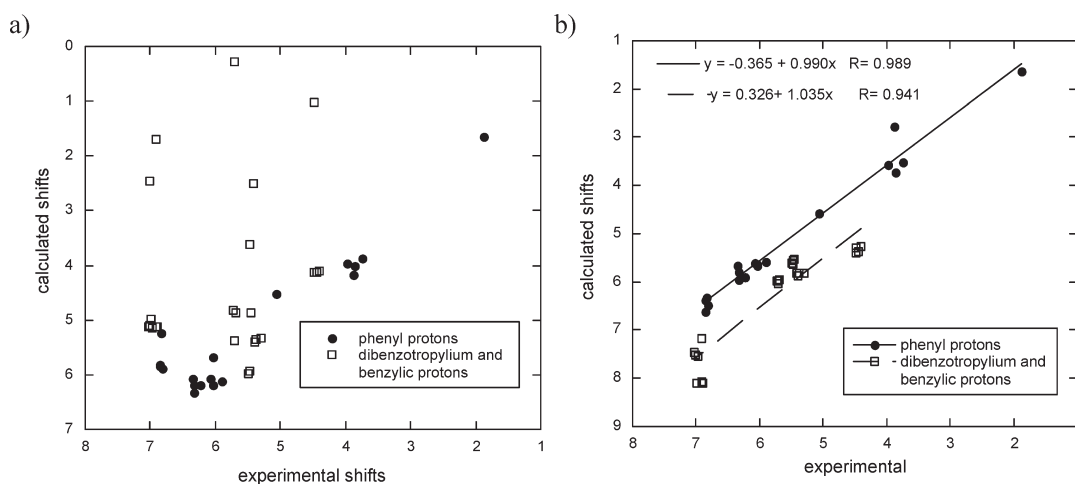 a)
0
1
2
3
4
5
6
7
8
7
6
5
4
3
2
1
calculated shifts
experimental shifts
phenyl protons
dibenzotropylium and
benzylic protons
b)
1
2
3
4
5
6
7
8
9
8
7
6
5
4
3
2
calculated shifts
experimental
y = -0.365 + 0.990x R= 0.989
y = 0.326+ 1.035x R= 0.941
phenyl protons
dibenzotropylium and
benzylic protons